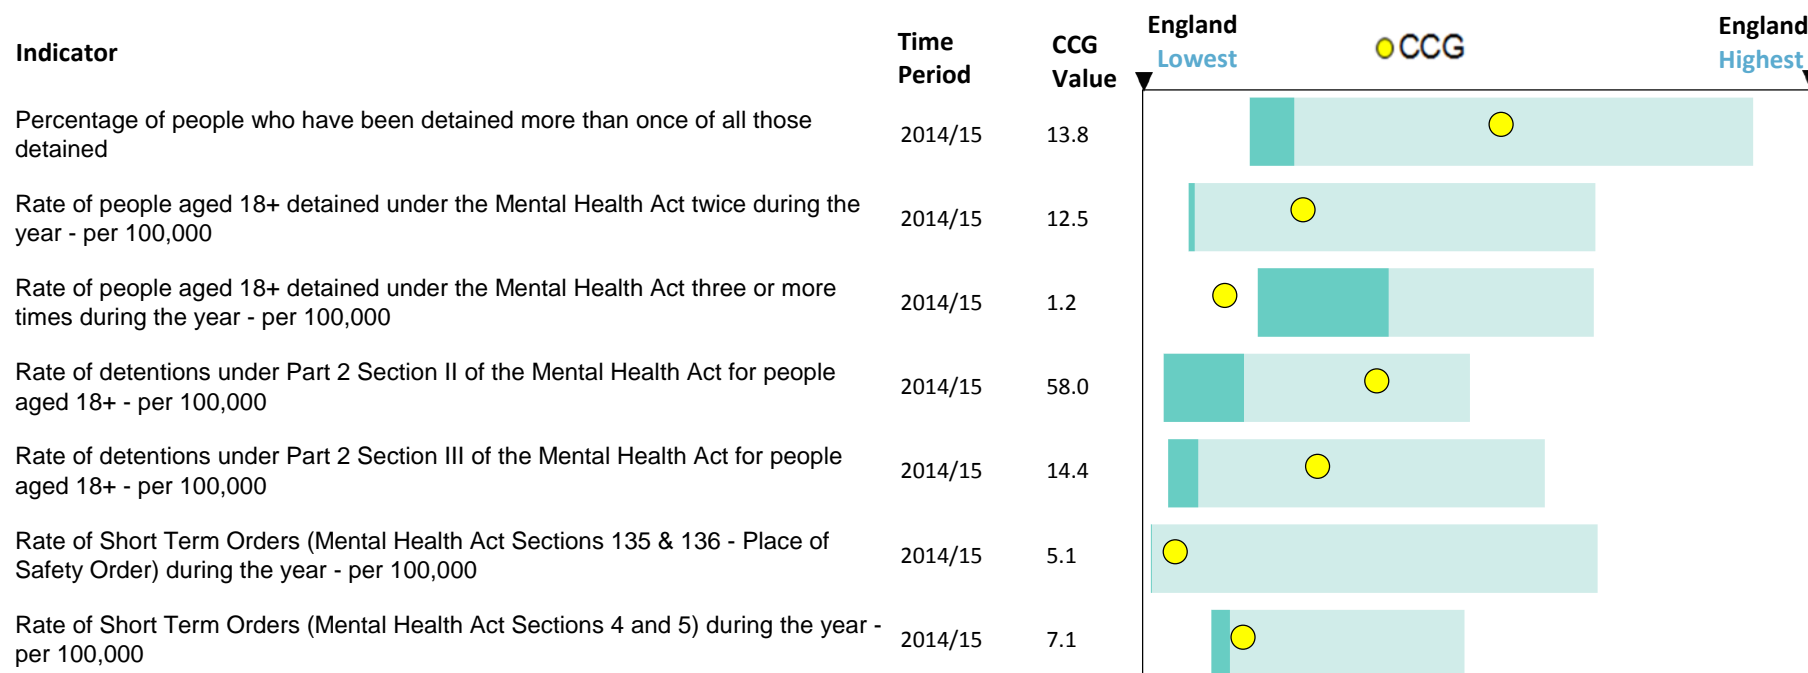 Indicator
Time
Period
CCG
Value
England
Lowest
CCG
England
Highest
Percentage of people who have been detained more than once of all those
detained
2014/15
13.8
Rate of people aged 18+ detained under the Mental Health Act twice during the
year - per 100,000
2014/15
12.5
Rate of people aged 18+ detained under the Mental Health Act three or more
times during the year - per 100,000
2014/15
1.2
Rate of detentions under Part 2 Section II of the Mental Health Act for people
aged 18+ - per 100,000
2014/15
58.0
Rate of detentions under Part 2 Section III of the Mental Health Act for people
aged 18+ - per 100,000
2014/15
14.4
Rate of Short Term Orders (Mental Health Act Sections 135 & 136 - Place of
Safety Order) during the year - per 100,000
2014/15
5.1
Rate of Short Term Orders (Mental Health Act Sections 4 and 5) during the year -
per 100,000
2014/15
7.1